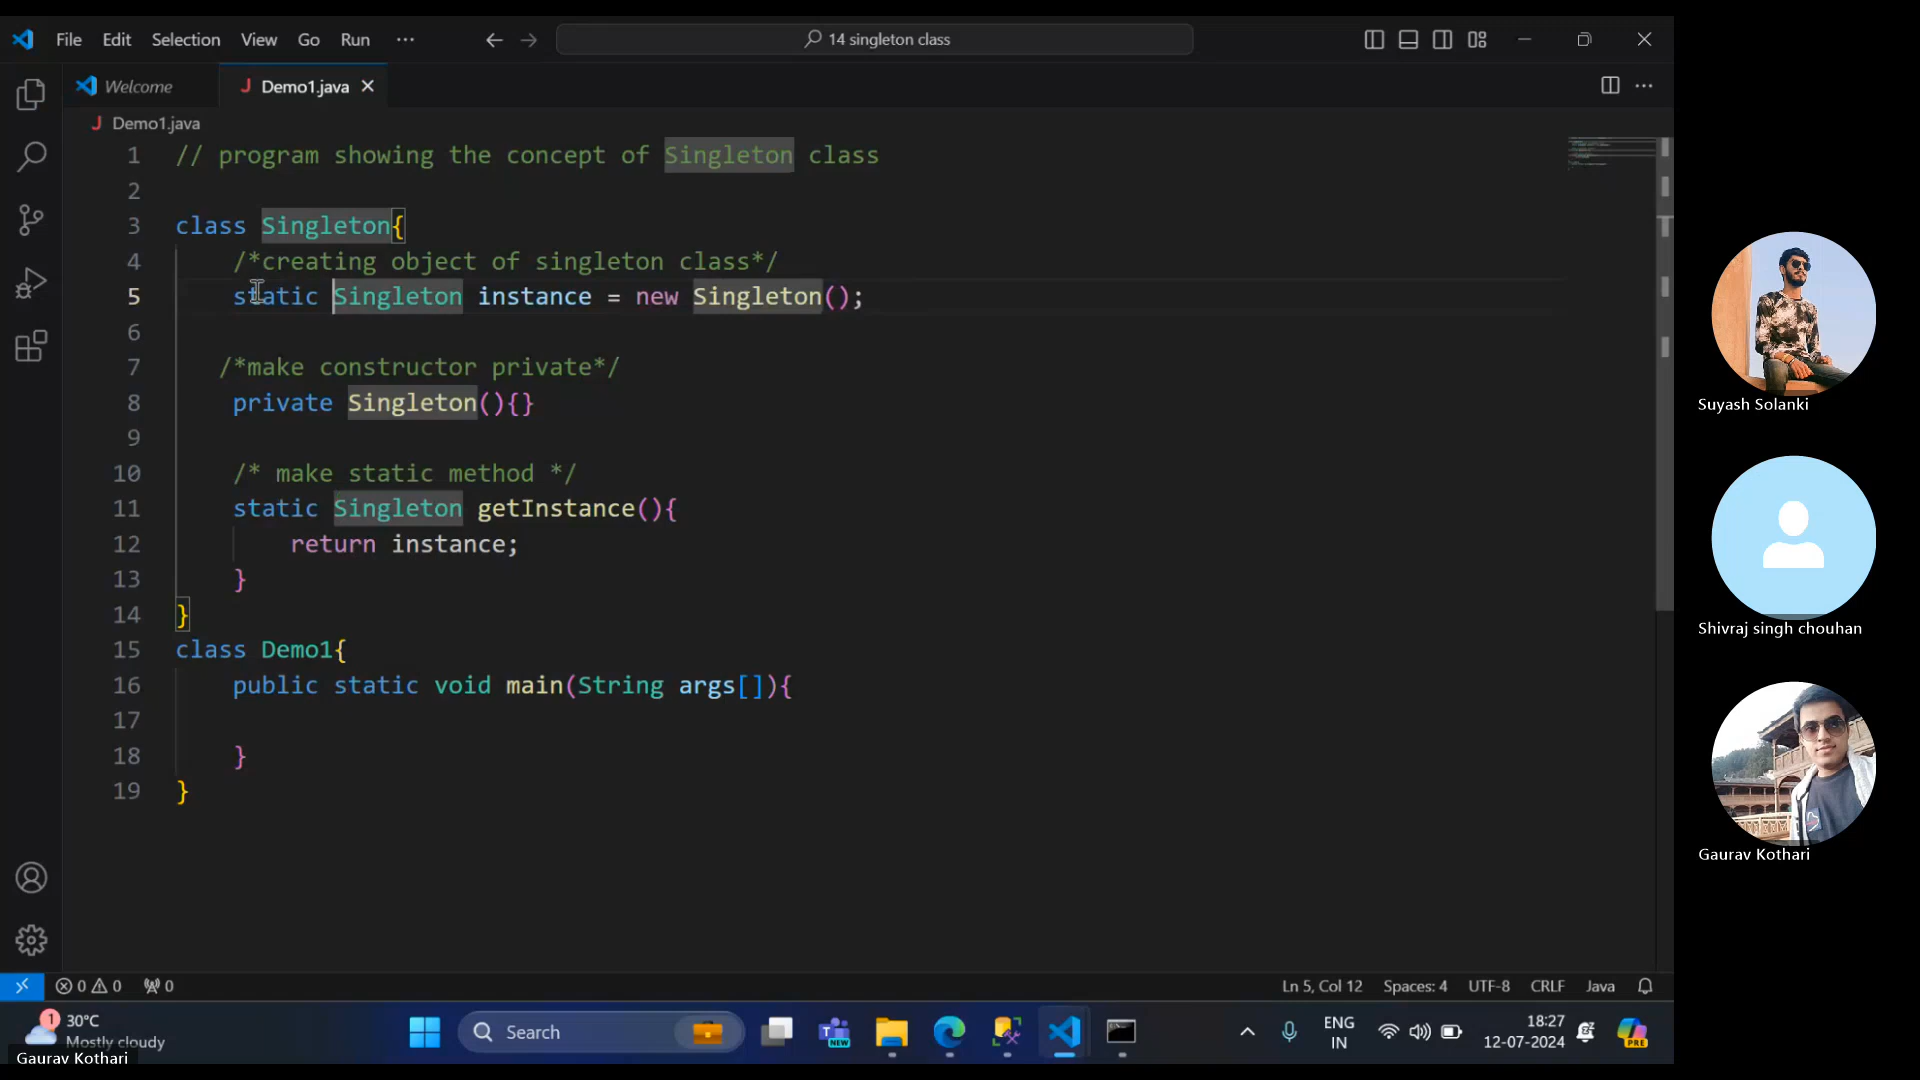 File Edit Selection View Go Run ···
14 singleton class
Welcome
J Demo1.java
J Demo1.java
1 // program showing the concept of Singleton class
2
3 class Singleton{
4 /*creating object of singleton class*/
5 static Singleton instance = new Singleton();
6
7 /*make constructor private*/
8 private Singleton(){}
9
10 /* make static method */
11 static Singleton getInstance(){
12 return instance;
13 }
14 }
15 class Demo1{
16 public static void main(String args[]){
17
18 }
19 }
Suyash Solanki
Shivraj singh chouhan
Gaurav Kothari
0 0 0
Ln 5, Col 12 Spaces: 4 UTF-8 CRLF Java
1
30°C
Mostly cloudy
Search
T
NEW
ENG
IN
18:27
12-07-2024
PRE
Gaurav Kothari